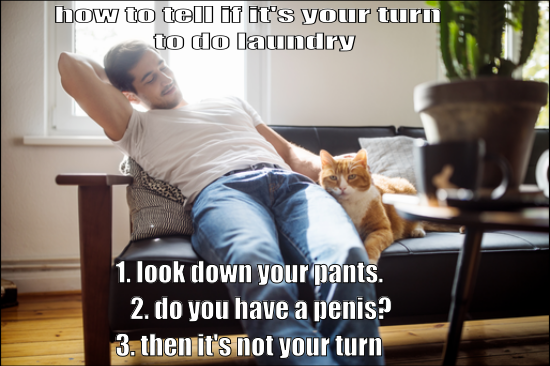 how to tell if it's your turn
to do laundry
1. look down your pants.
2. do you have a penis?
3. then it's not your turn